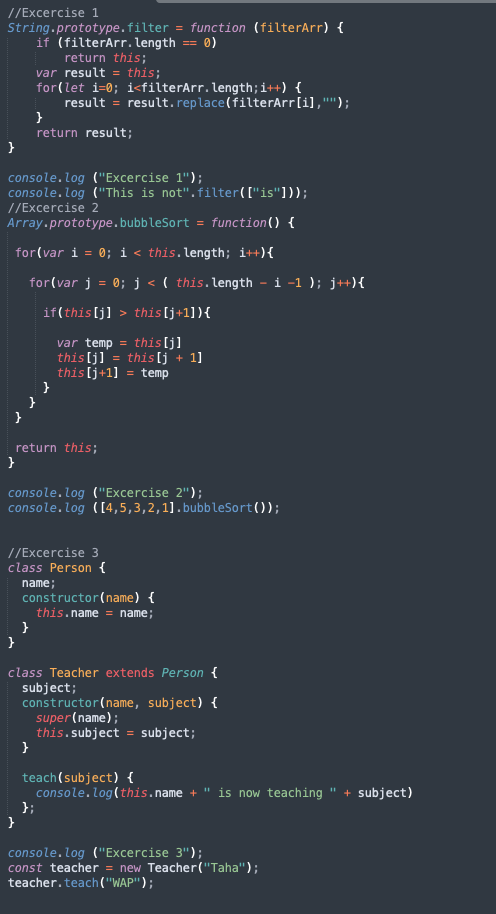 //Excercise 1
String.prototype.filter = function (filterArr) {
    if (filterArr.length == 0)
        return this;
    var result = this;
    for(let i=0; i<filterArr.length;i++) {
        result = result.replace(filterArr[i],"");
    }
    return result;
}

console.log ("Excercise 1");
console.log ("This is not".filter(["is"]));
//Excercise 2
Array.prototype.bubbleSort = function() {

 for(var i = 0; i < this.length; i++){

   for(var j = 0; j < ( this.length - i -1 ); j++){

     if(this[j] > this[j+1]){

       var temp = this[j]
       this[j] = this[j + 1]
       this[j+1] = temp
     }
   }
 }

 return this;
}

console.log ("Excercise 2");
console.log ([4,5,3,2,1].bubbleSort());


//Excercise 3
class Person {
  name;
  constructor(name) {
    this.name = name;
  }
}

class Teacher extends Person {
  subject;
  constructor(name, subject) {
    super(name);
    this.subject = subject;
  }

  teach(subject) {
    console.log(this.name + " is now teaching " + subject)
  };
}

console.log ("Excercise 3");
const teacher = new Teacher("Taha");
teacher.teach("WAP");